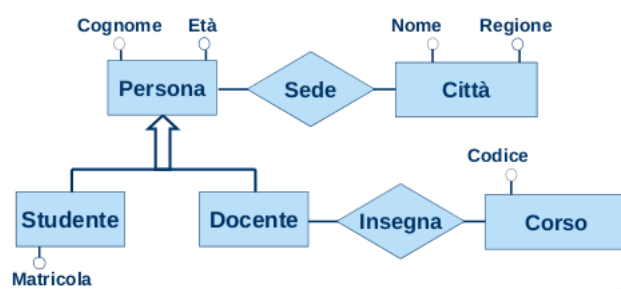 Cognome Età Nome Regione
Persona Sede Città
Codice
Studente Docente Insegna Corso
Matricola